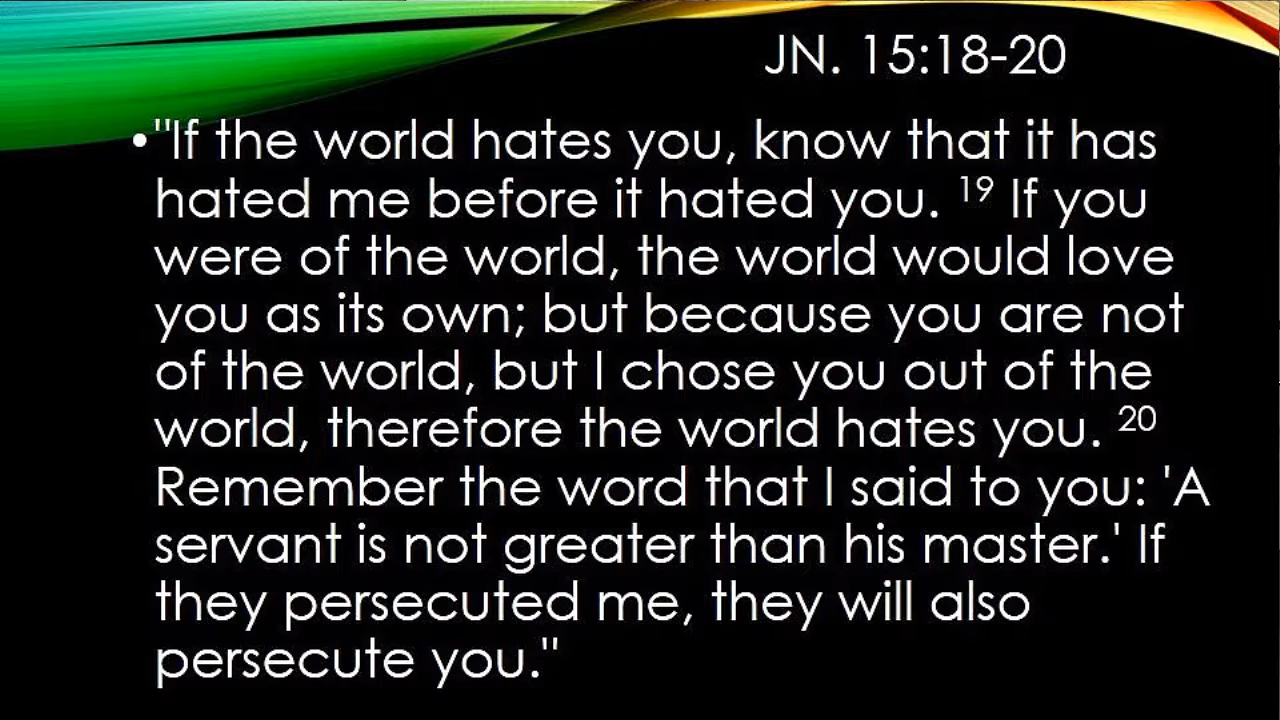 JN. 15:18-20
•"If the world hates you, know that it has
hated me before it hated you. ¹⁹ If you
were of the world, the world would love
you as its own; but because you are not
of the world, but I chose you out of the
world, therefore the world hates you. ²⁰
Remember the word that I said to you: 'A
servant is not greater than his master.' If
they persecuted me, they will also
persecute you."